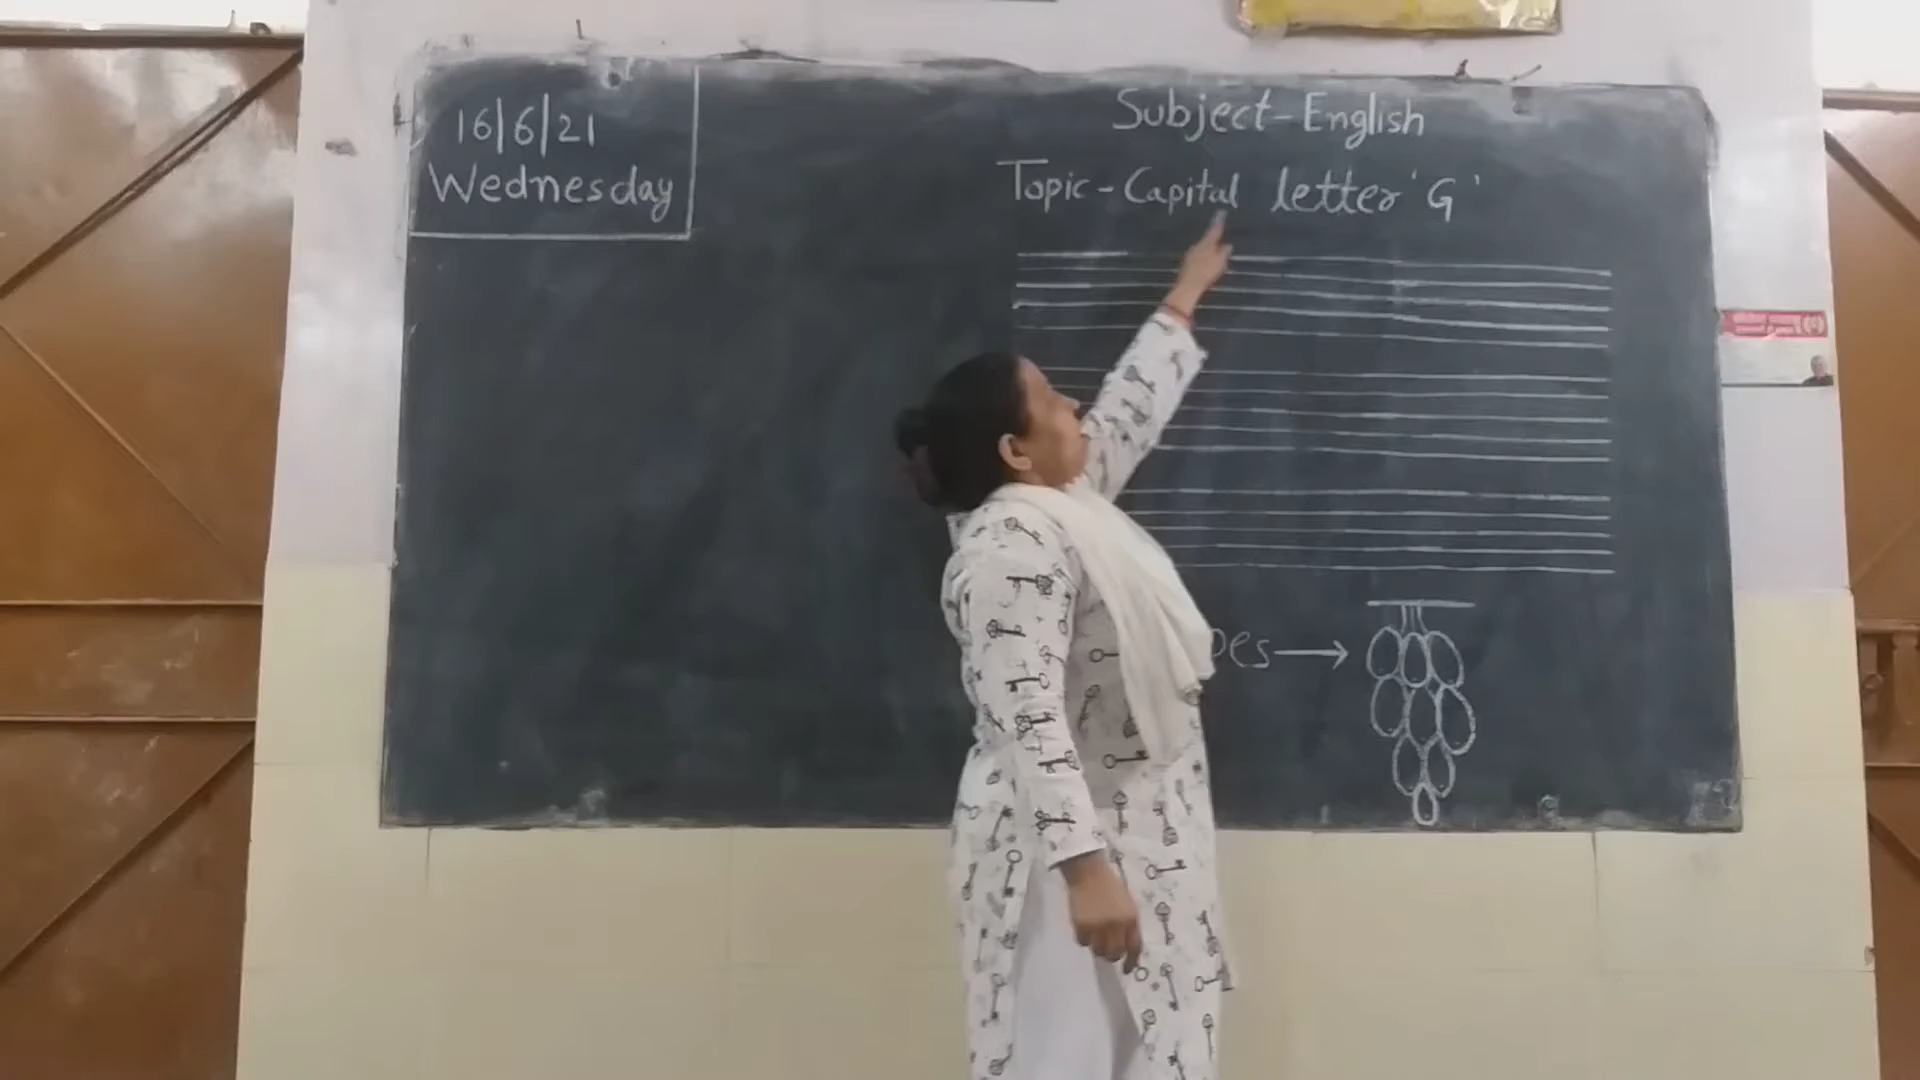 16/6/21
Wednesday
Subject-English
Topic-Capital letter 'G'
pes→